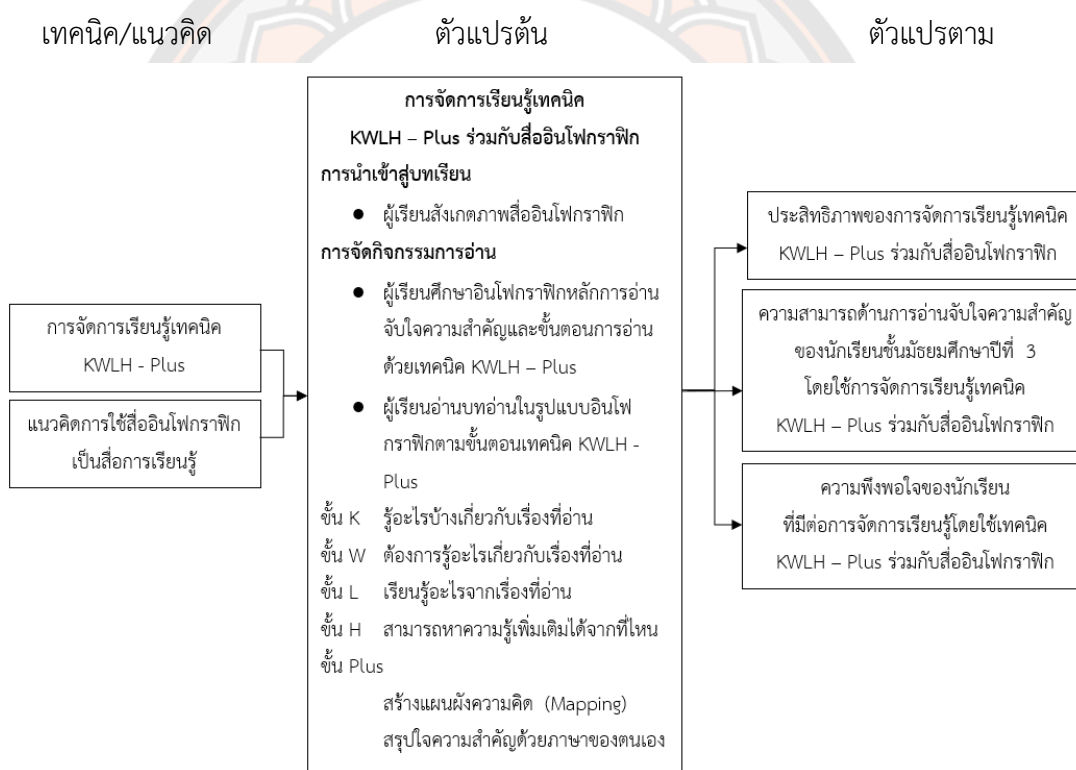 เทคนิค/แนวคิด
ตัวแปรต้น
ตัวแปรตาม
การจัดการเรียนรู้เทคนิค
KWLH - Plus
แนวคิดการใช้สื่ออินโฟกราฟิก
เป็นสื่อการเรียนรู้
การจัดการเรียนรู้เทคนิค
KWLH – Plus ร่วมกับสื่ออินโฟกราฟิก
การนำเข้าสู่บทเรียน
● ผู้เรียนสังเกตภาพสื่ออินโฟกราฟิก
การจัดกิจกรรมการอ่าน
● ผู้เรียนศึกษาอินโฟกราฟิกหลักการอ่าน
จับใจความสำคัญและขั้นตอนการอ่าน
ด้วยเทคนิค KWLH – Plus
● ผู้เรียนอ่านบทอ่านในรูปแบบอินโฟ
กราฟิกตามขั้นตอนเทคนิค KWLH -
Plus
ขั้น K รู้อะไรบ้างเกี่ยวกับเรื่องที่อ่าน
ขั้น W ต้องการรู้อะไรเกี่ยวกับเรื่องที่อ่าน
ขั้น L เรียนรู้อะไรจากเรื่องที่อ่าน
ขั้น H สามารถหาความรู้เพิ่มเติมได้จากที่ไหน
ขั้น Plus
สร้างแผนผังความคิด (Mapping)
สรุปใจความสำคัญด้วยภาษาของตนเอง
ประสิทธิภาพของการจัดการเรียนรู้เทคนิค
KWLH – Plus ร่วมกับสื่ออินโฟกราฟิก
ความสามารถด้านการอ่านจับใจความสำคัญ
ของนักเรียนชั้นมัธยมศึกษาปีที่ 3
โดยใช้การจัดการเรียนรู้เทคนิค
KWLH – Plus ร่วมกับสื่ออินโฟกราฟิก
ความพึงพอใจของนักเรียน
ที่มีต่อการจัดการเรียนรู้โดยใช้เทคนิค
KWLH – Plus ร่วมกับสื่ออินโฟกราฟิก